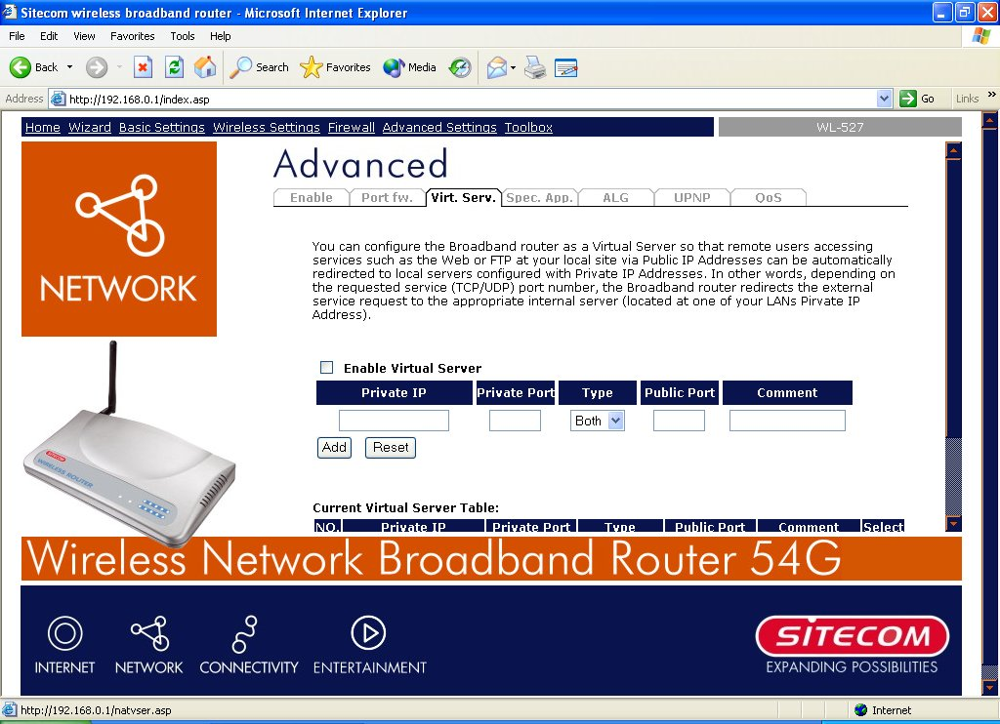 Sitecom wireless broadband router - Microsoft Internet Explorer
File Edit View Favorites Tools Help
Back Search Favorites Media
Address http://192.168.0.1/index.asp Go Links »
Home Wizard Basic Settings Wireless Settings Firewall Advanced Settings Toolbox WL-527
NETWORK
Advanced
Enable Port fw. Virt. Serv. Spec. App. ALG UPNP QoS
You can configure the Broadband router as a Virtual Server so that remote users accessing
services such as the Web or FTP at your local site via Public IP Addresses can be automatically
redirected to local servers configured with Private IP Addresses. In other words, depending on
the requested service (TCP/UDP) port number, the Broadband router redirects the external
service request to the appropriate internal server (located at one of your LANs Pirvate IP
Address).
Enable Virtual Server
Private IP Private Port Type Public Port Comment
Both
Add Reset
SITECOM
WIRELESS ROUTER
Current Virtual Server Table:
NO. Private IP Private Port Type Public Port Comment Select
Wireless Network Broadband Router 54G
INTERNET NETWORK CONNECTIVITY ENTERTAINMENT
SITECOM
EXPANDING POSSIBILITIES
http://192.168.0.1/natvser.asp Internet